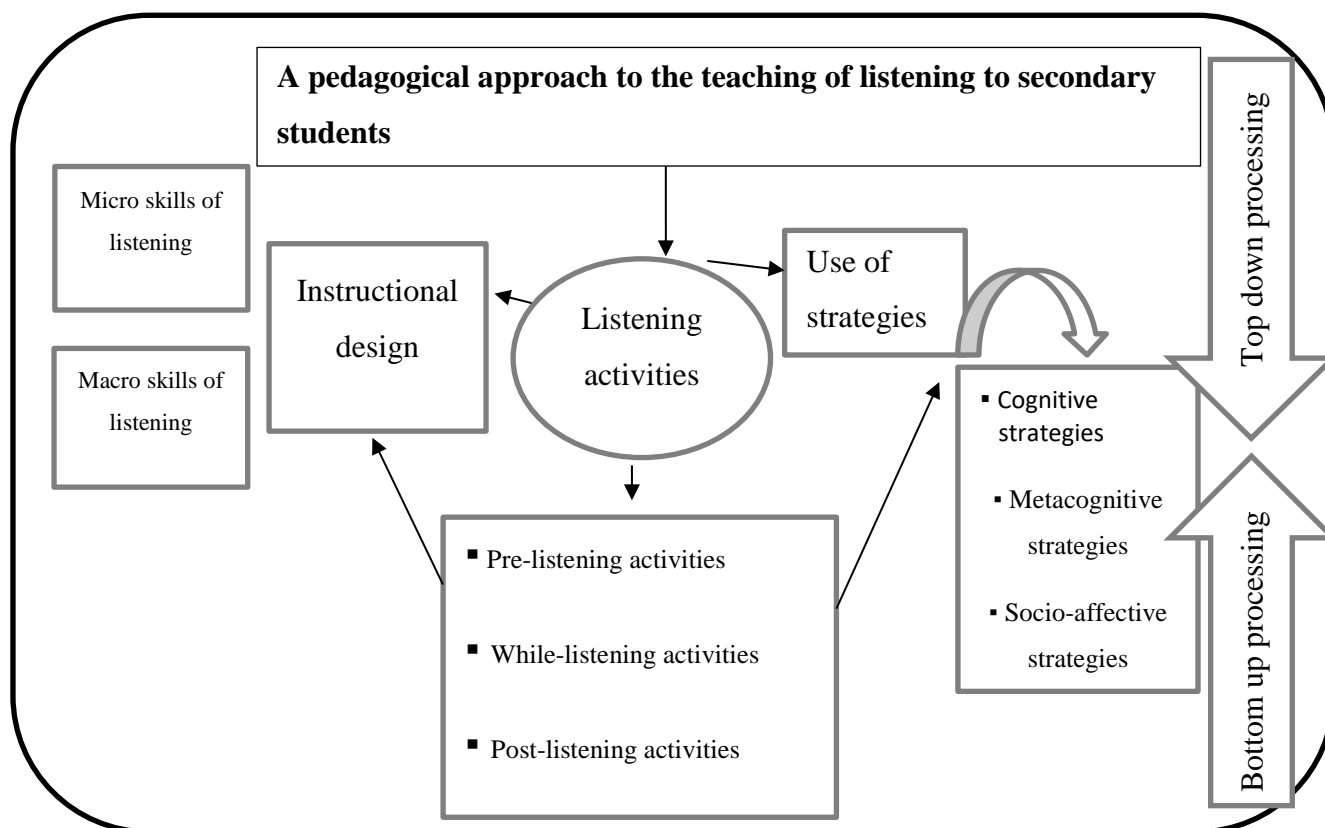 A pedagogical approach to the teaching of listening to secondary
students
Micro skills of
listening
Macro skills of
listening
Instructional
design
Listening
activities
Use of
strategies
▪ Cognitive
strategies
▪ Metacognitive
strategies
▪ Socio-affective
strategies
▪ Pre-listening activities
▪ While-listening activities
▪ Post-listening activities
Top down processing
Bottom up processing